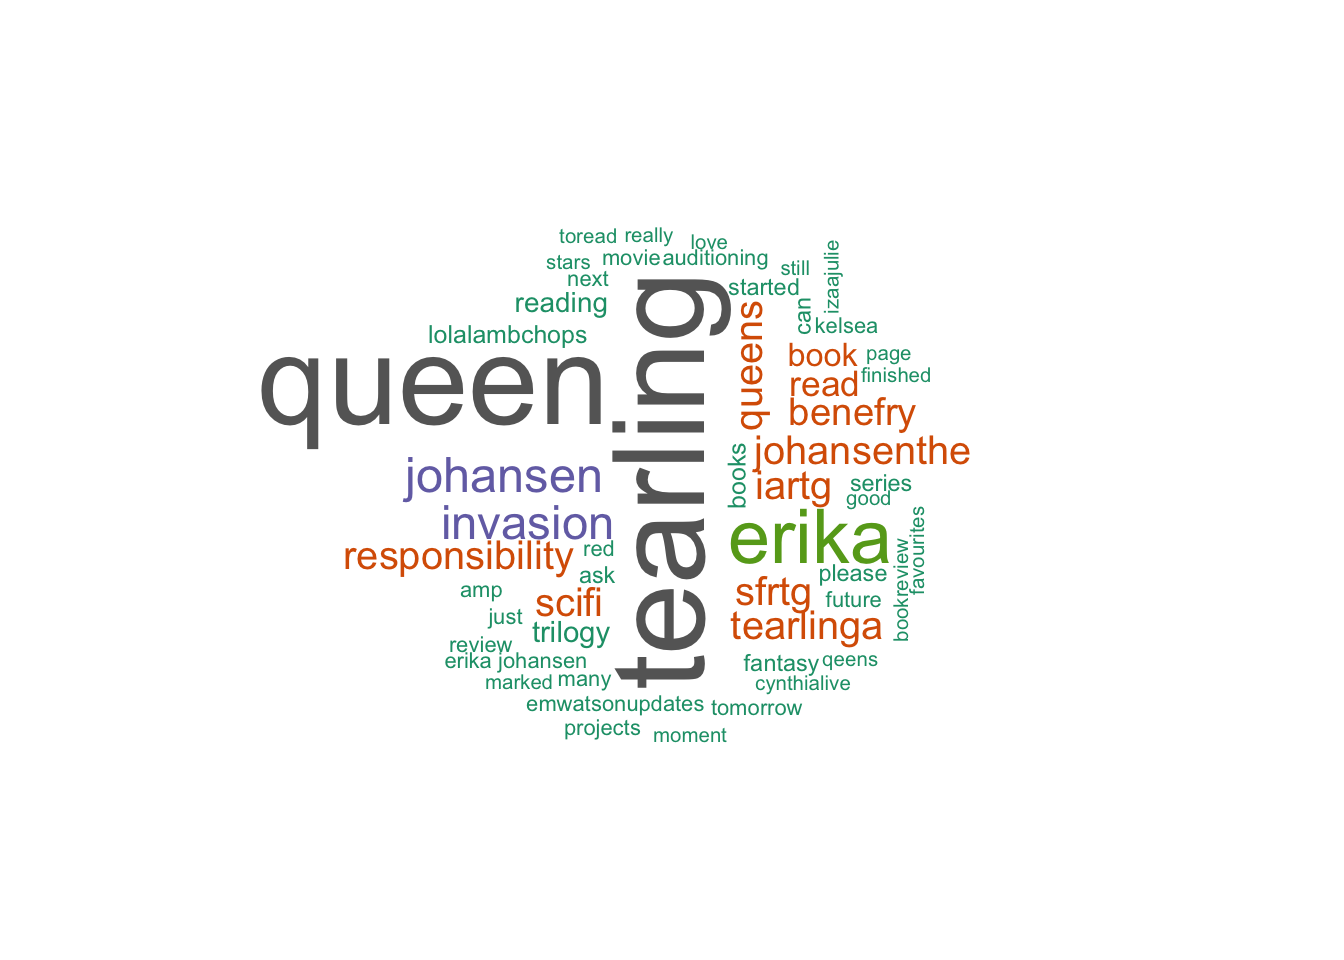 toread
really
love
stars
movie
auditioning
still
izaajulie
next
started
reading
can
kelsea
lolalambchops
queen
tearling
queens
book
page
read
finished
benefry
johansen
books
johansenthe
iartg
series
good
invasion
erika
responsibility
red
ask
please
bookreview
favourites
amp
scifi
sfrtg
future
just
trilogy
tearlinga
review
erika johansen
fantasy
qeens
marked
many
cynthialive
emwatsonupdates
tomorrow
projects
moment